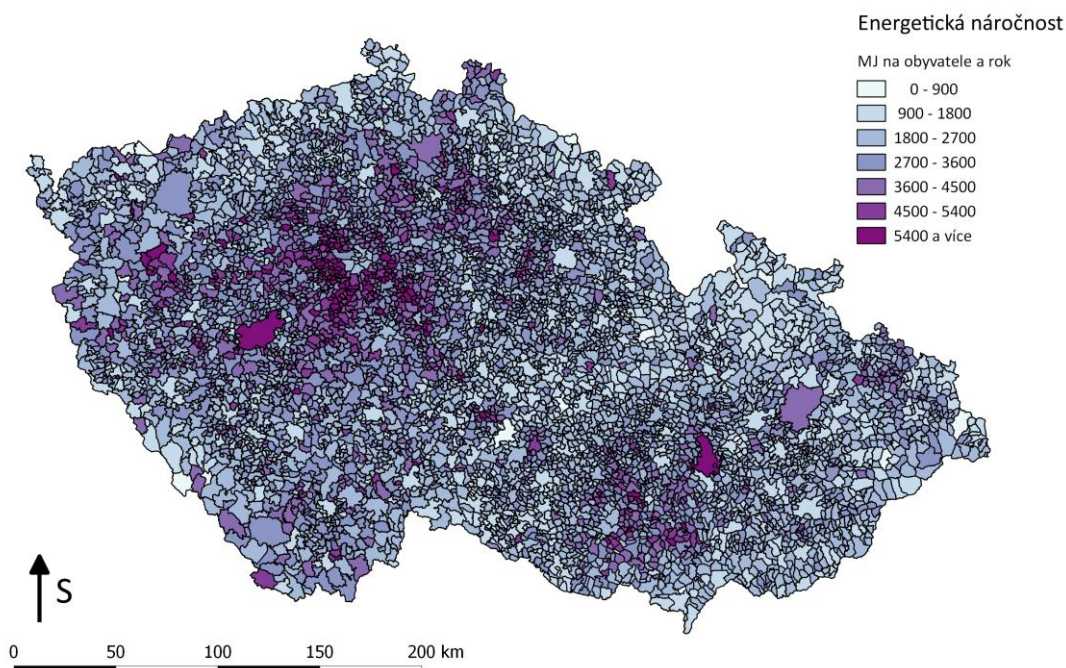 Energetická náročnost
MJ na obyvatele a rok
0 - 900
900 - 1800
1800 - 2700
2700 - 3600
3600 - 4500
4500 - 5400
5400 a více
S
0 50 100 150 200 km